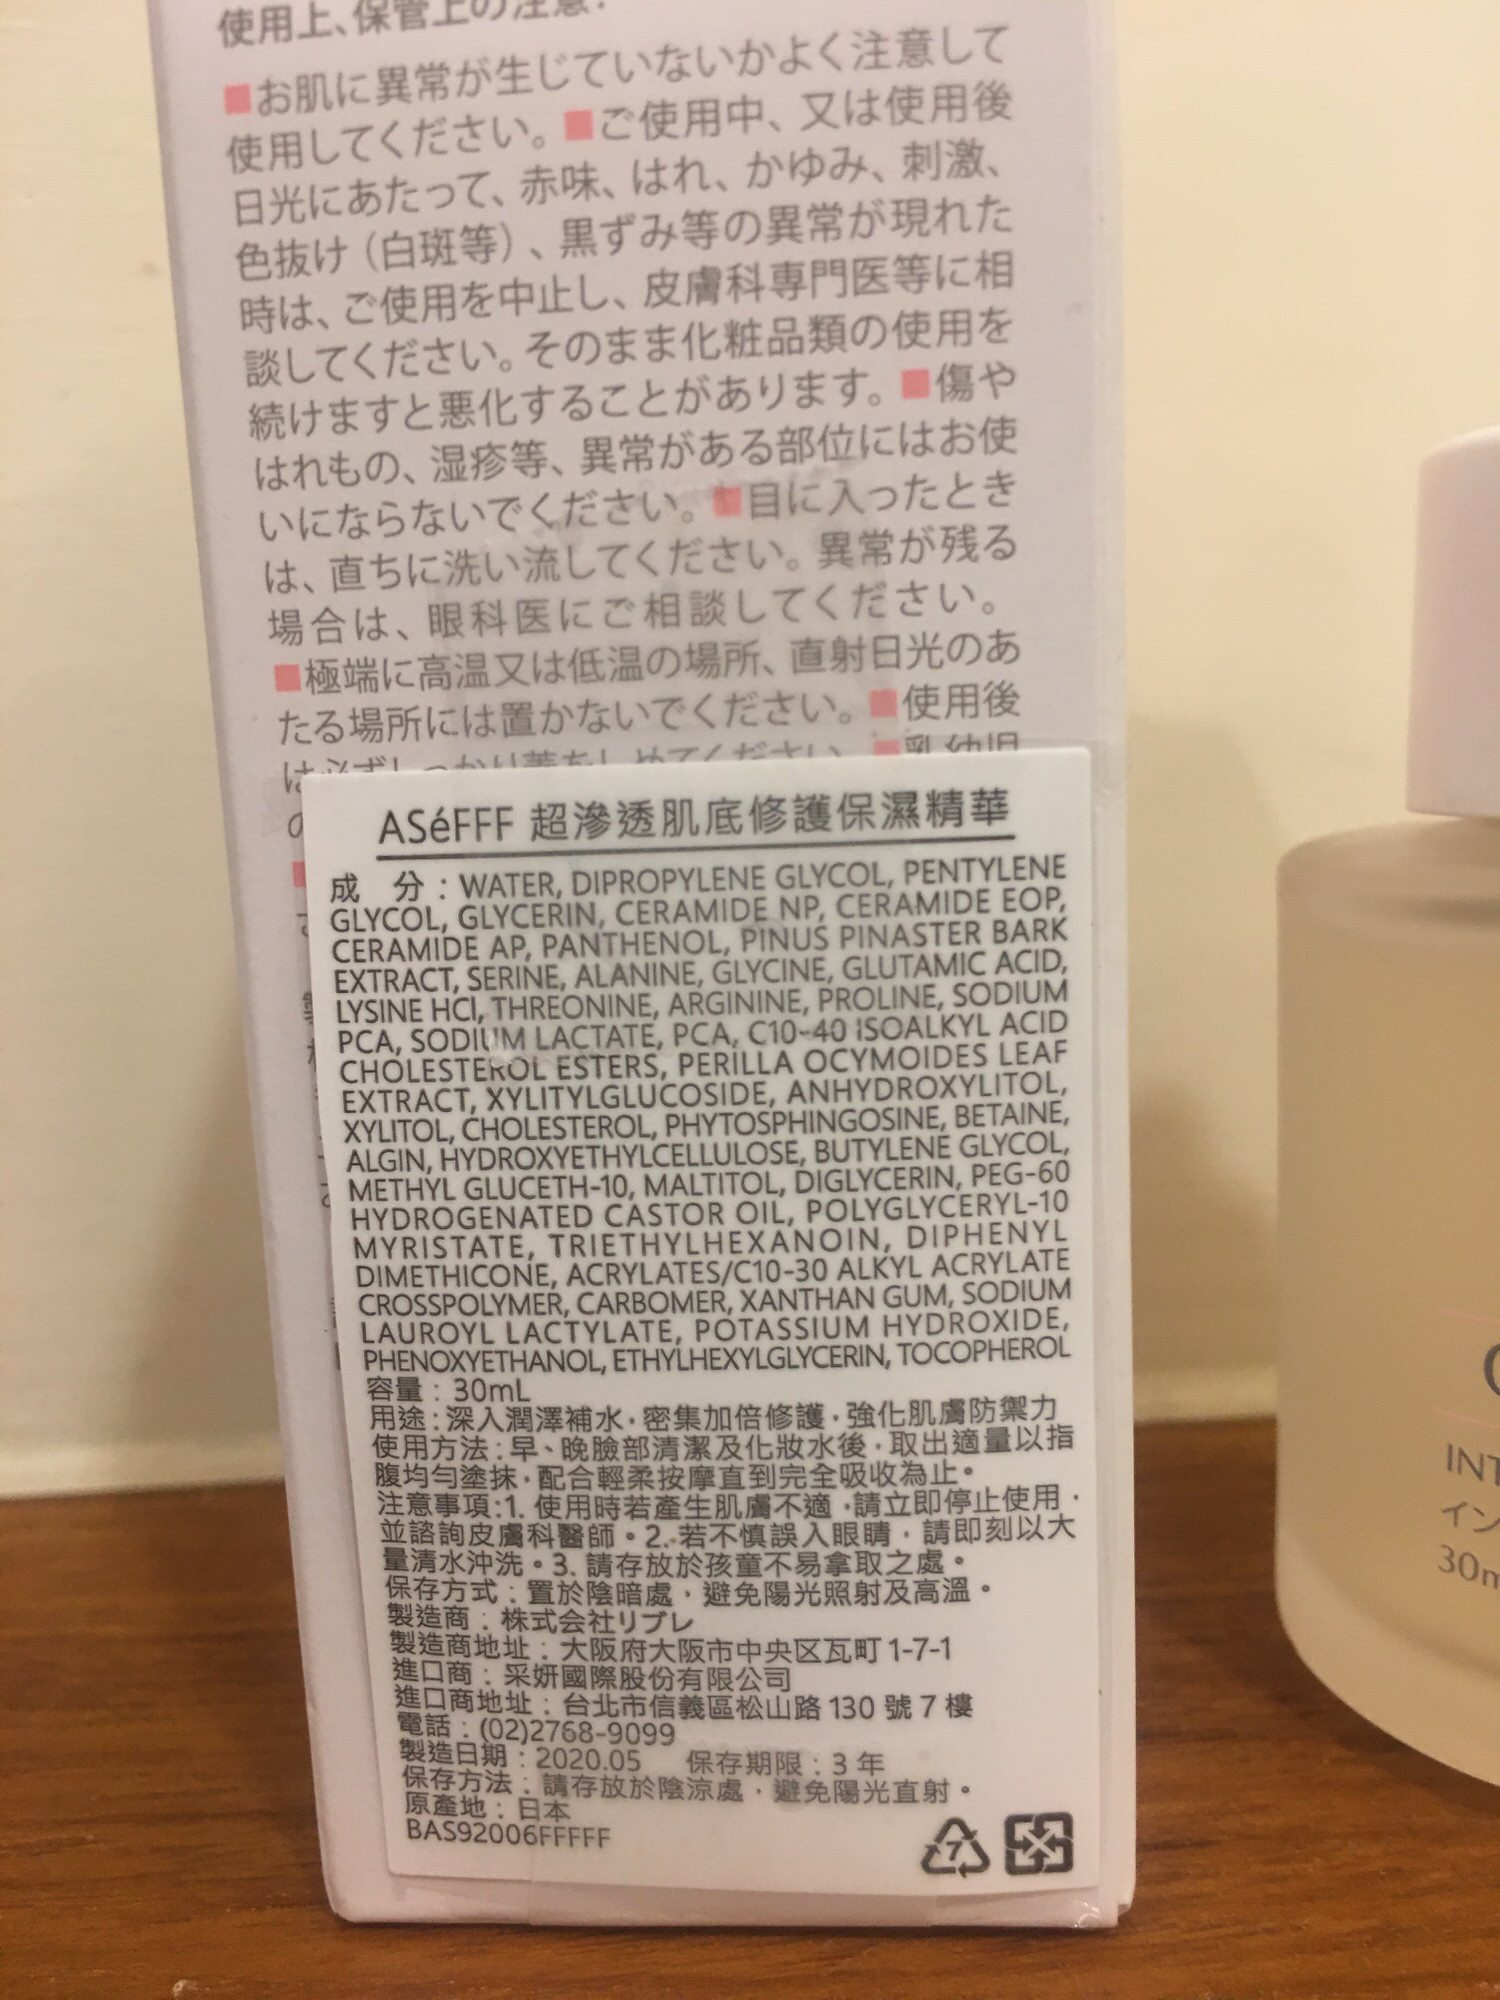 使用上、保管上の注意:
■お肌に異常が生じていないかよく注意して
使用してください。■ご使用中、又は使用後
日光にあたって、赤味、はれ、かゆみ、刺激、
色抜け（白斑等）、黒ずみ等の異常が現れた
時は、ご使用を中止し、皮膚科専門医等に相
談してください。そのまま化粧品類の使用を
続けますと悪化することがあります。■傷や
はれもの、湿疹等、異常がある部位にはお使
いにならないでください。■目に入ったとき
は、直ちに洗い流してください。異常が残る
場合は、眼科医にご相談してください。
■極端に高温又は低温の場所、直射日光のあ
たる場所には置かないでください。■使用後
は必ずしっかり蓋をしめてください。■乳幼児
ASéFFF 超滲透肌底修護保濕精華
成 分：WATER, DIPROPYLENE GLYCOL, PENTYLENE
GLYCOL, GLYCERIN, CERAMIDE NP, CERAMIDE EOP,
CERAMIDE AP, PANTHENOL, PINUS PINASTER BARK
EXTRACT, SERINE, ALANINE, GLYCINE, GLUTAMIC ACID,
LYSINE HCl, THREONINE, ARGININE, PROLINE, SODIUM
PCA, SODIUM LACTATE, PCA, C10-40 ISOALKYL ACID
CHOLESTEROL ESTERS, PERILLA OCYMOIDES LEAF
EXTRACT, XYLITYLGLUCOSIDE, ANHYDROXYLITOL,
XYLITOL, CHOLESTEROL, PHYTOSPHINGOSINE, BETAINE,
ALGIN, HYDROXYETHYLCELLULOSE, BUTYLENE GLYCOL,
METHYL GLUCETH-10, MALTITOL, DIGLYCERIN, PEG-60
HYDROGENATED CASTOR OIL, POLYGLYCERYL-10
MYRISTATE, TRIETHYLHEXANOIN, DIPHENYL
DIMETHICONE, ACRYLATES/C10-30 ALKYL ACRYLATE
CROSSPOLYMER, CARBOMER, XANTHAN GUM, SODIUM
LAUROYL LACTYLATE, POTASSIUM HYDROXIDE,
PHENOXYETHANOL, ETHYLHEXYLGLYCERIN, TOCOPHEROL
容量：30mL
用途：深入潤澤補水，密集加倍修護，強化肌膚防禦力
使用方法：早、晚臉部清潔及化妝水後，取出適量以指
腹均勻塗抹，配合輕柔按摩直到完全吸收為止。
注意事項：1. 使用時若產生肌膚不適，請立即停止使用，
並諮詢皮膚科醫師。2. 若不慎誤入眼睛，請即刻以大
量清水沖洗。3. 請存放於孩童不易拿取之處。
保存方式：置於陰暗處，避免陽光照射及高溫。
製造商：株式会社リブレ
製造商地址：大阪府大阪市中央区瓦町 1-7-1
進口商：采妍國際股份有限公司
進口商地址：台北市信義區松山路 130 號 7 樓
電話：(02)2768-9099
製造日期：2020.05 保存期限：3 年
保存方法：請存放於陰涼處，避免陽光直射。
原產地：日本
BAS92006FFFFF
7
INT
イン
30m